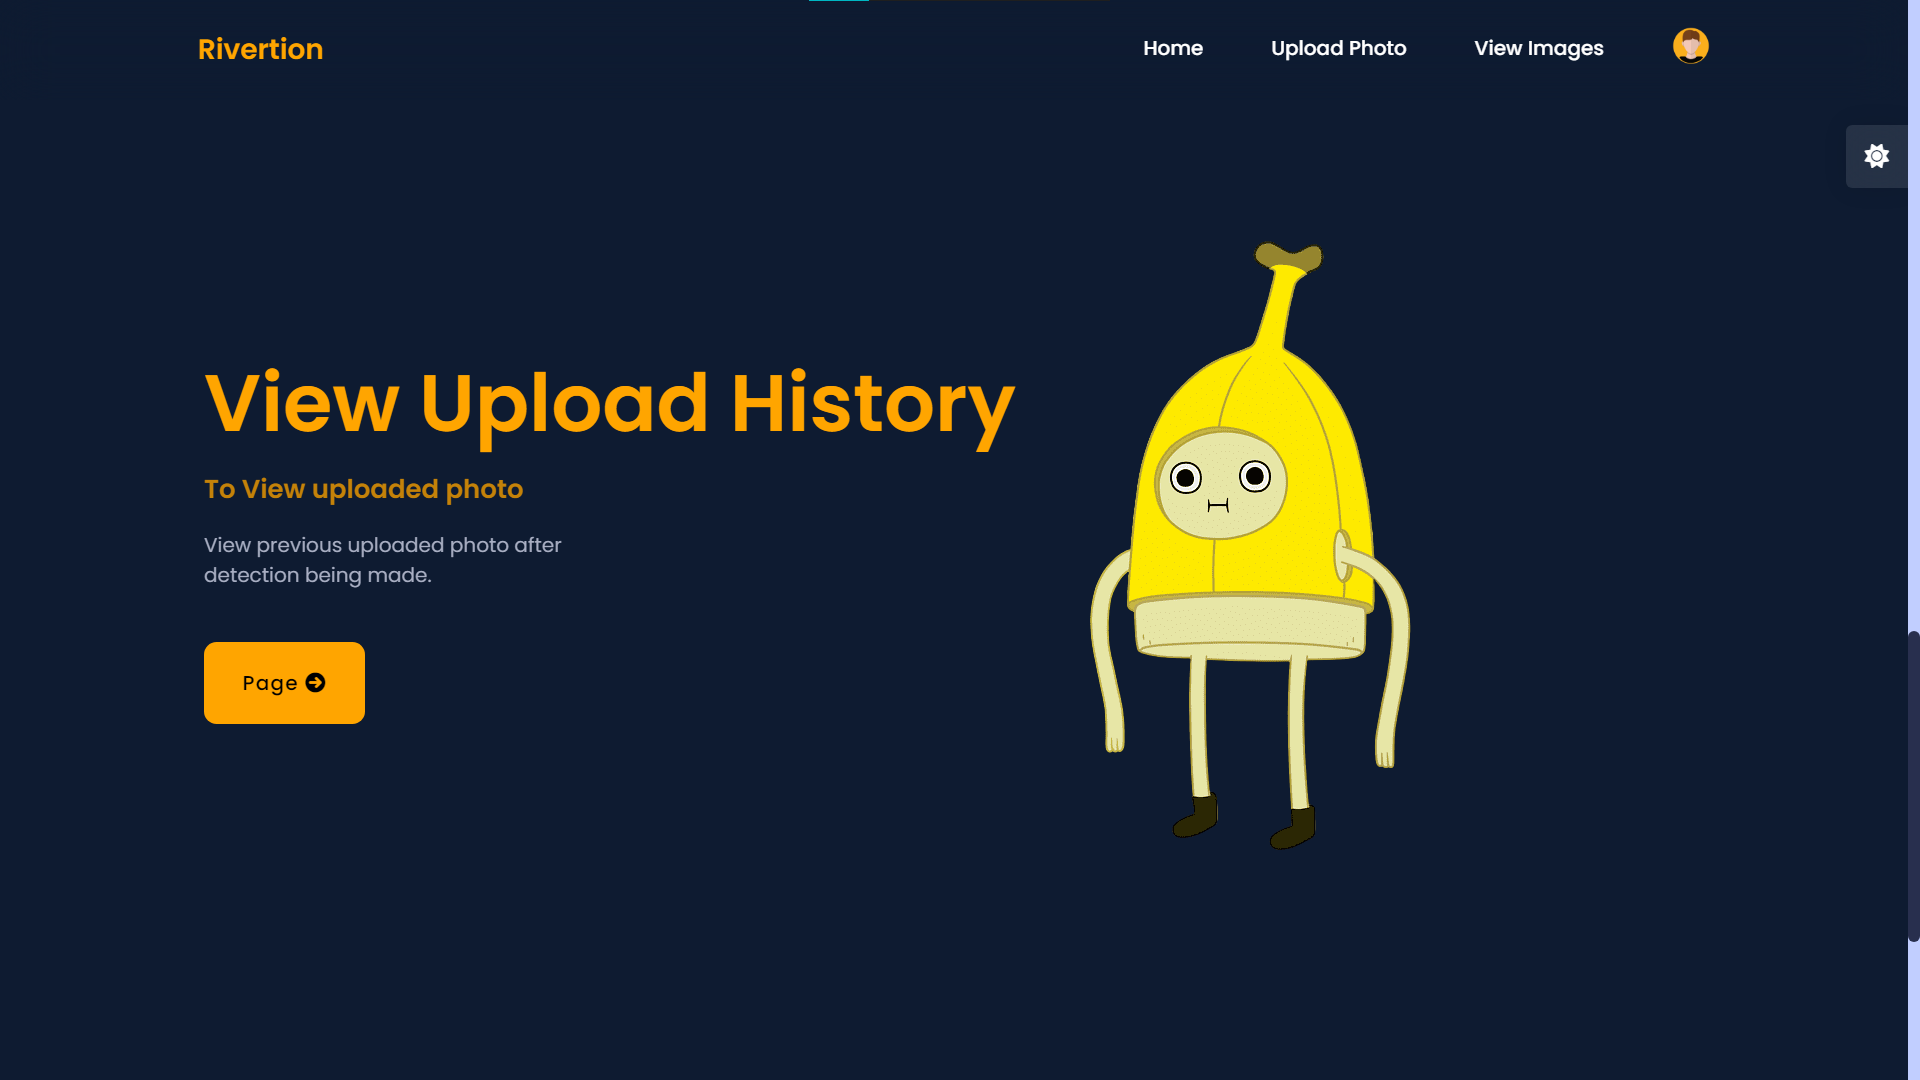 Rivertion
Home
Upload Photo
View Images
View Upload History
To View uploaded photo
View previous uploaded photo after
detection being made.
Page